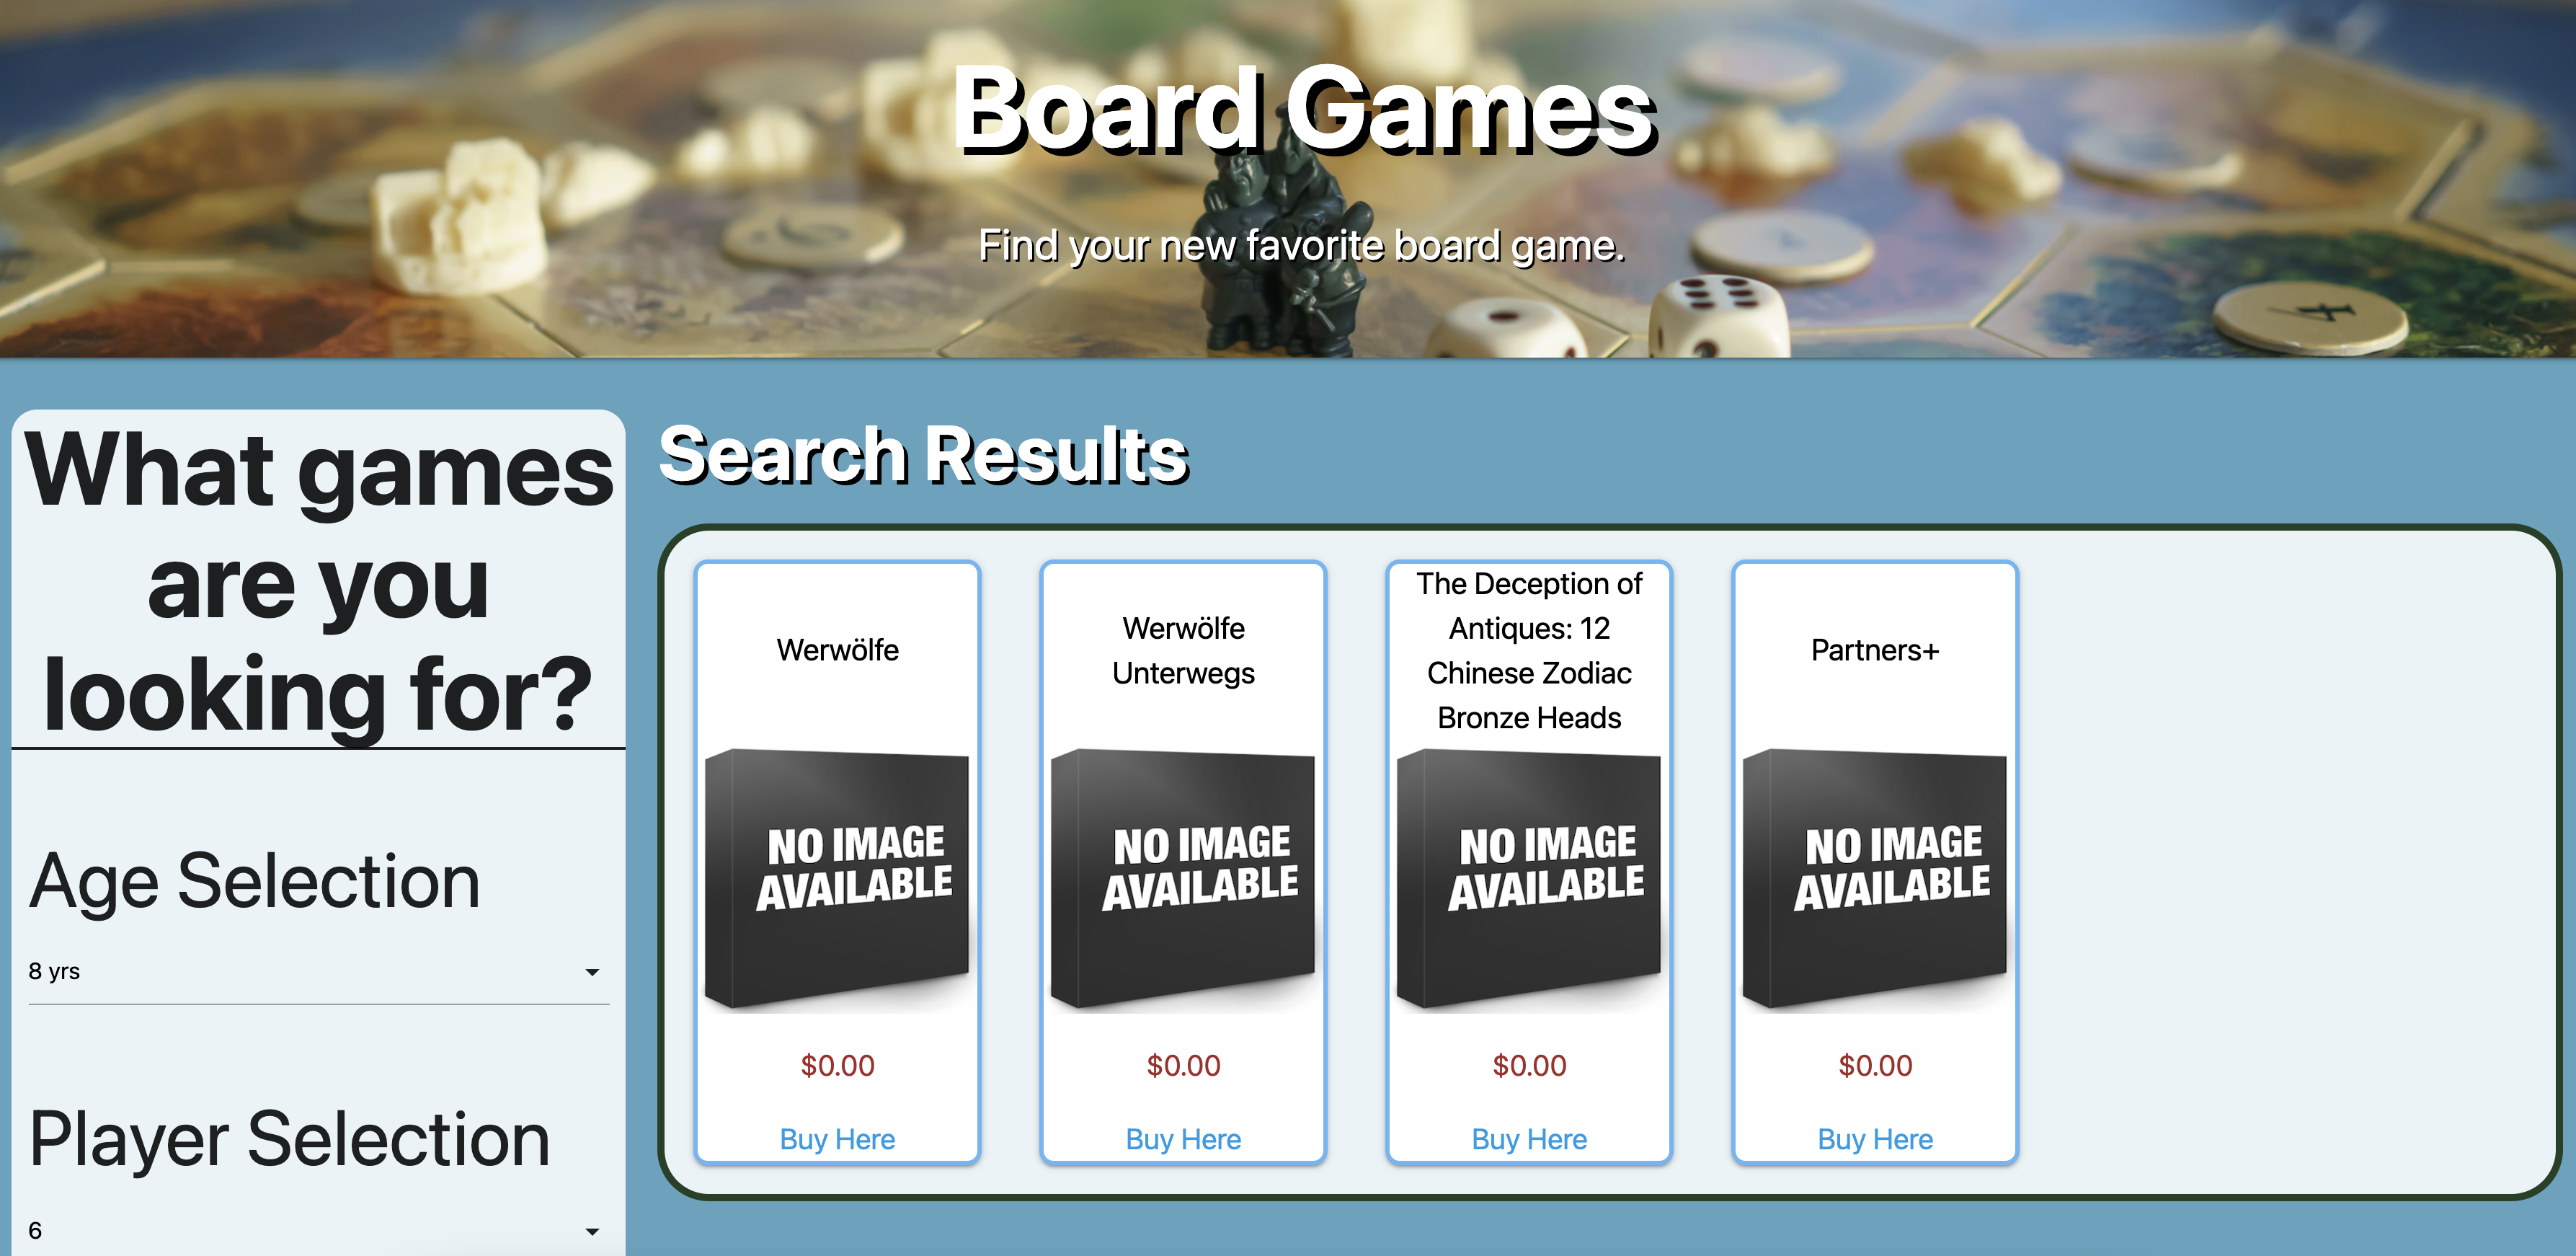 Board Games
Find your new favorite board game.
What games
are you
looking for?
Age Selection
8 yrs
Player Selection
6
Search Results
Werwölfe
NO IMAGE
AVAILABLE
$0.00
Buy Here
Werwölfe
Unterwegs
NO IMAGE
AVAILABLE
$0.00
Buy Here
The Deception of
Antiques: 12
Chinese Zodiac
Bronze Heads
NO IMAGE
AVAILABLE
$0.00
Buy Here
Partners+
NO IMAGE
AVAILABLE
$0.00
Buy Here